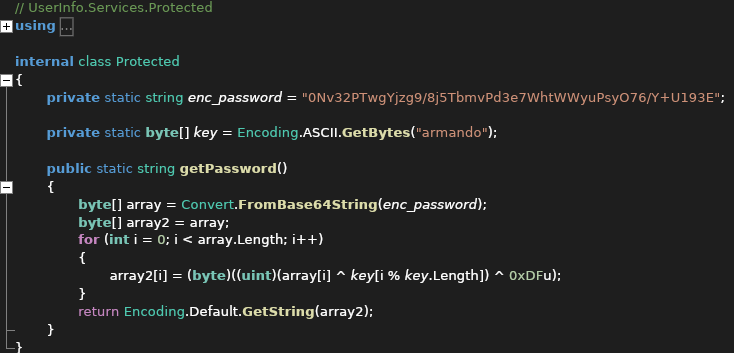 // UserInfo.Services.Protected
using ...
internal class Protected
{
private static string enc_password = "0Nv32PTwgYjzg9/8j5TbmvPd3e7WhtWWyuPsyO76/Y+U193E";
private static byte[] key = Encoding.ASCII.GetBytes("armando");
public static string getPassword()
{
byte[] array = Convert.FromBase64String(enc_password);
byte[] array2 = array;
for (int i = 0; i < array.Length; i++)
{
array2[i] = (byte)((uint)(array[i] ^ key[i % key.Length]) ^ 0xDFu);
}
return Encoding.Default.GetString(array2);
}
}